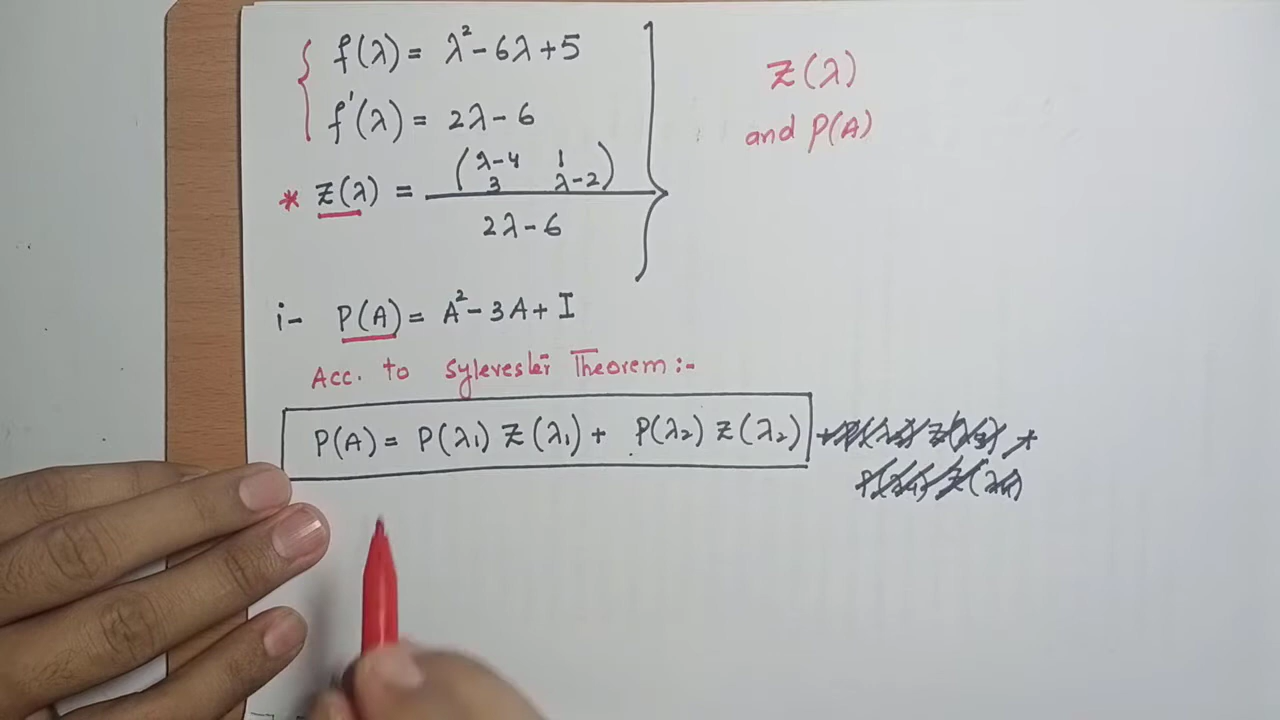 f(λ) = λ² - 6λ + 5
f'(λ) = 2λ - 6
* Z(λ) = (λ-4 1
3 λ-2)
2λ - 6
Z(λ)
and P(A)
i- P(A) = A² - 3A + I
Acc. to Sylevester Theorem :-
P(A) = P(λ₁) Z(λ₁) + P(λ₂) Z(λ₂)